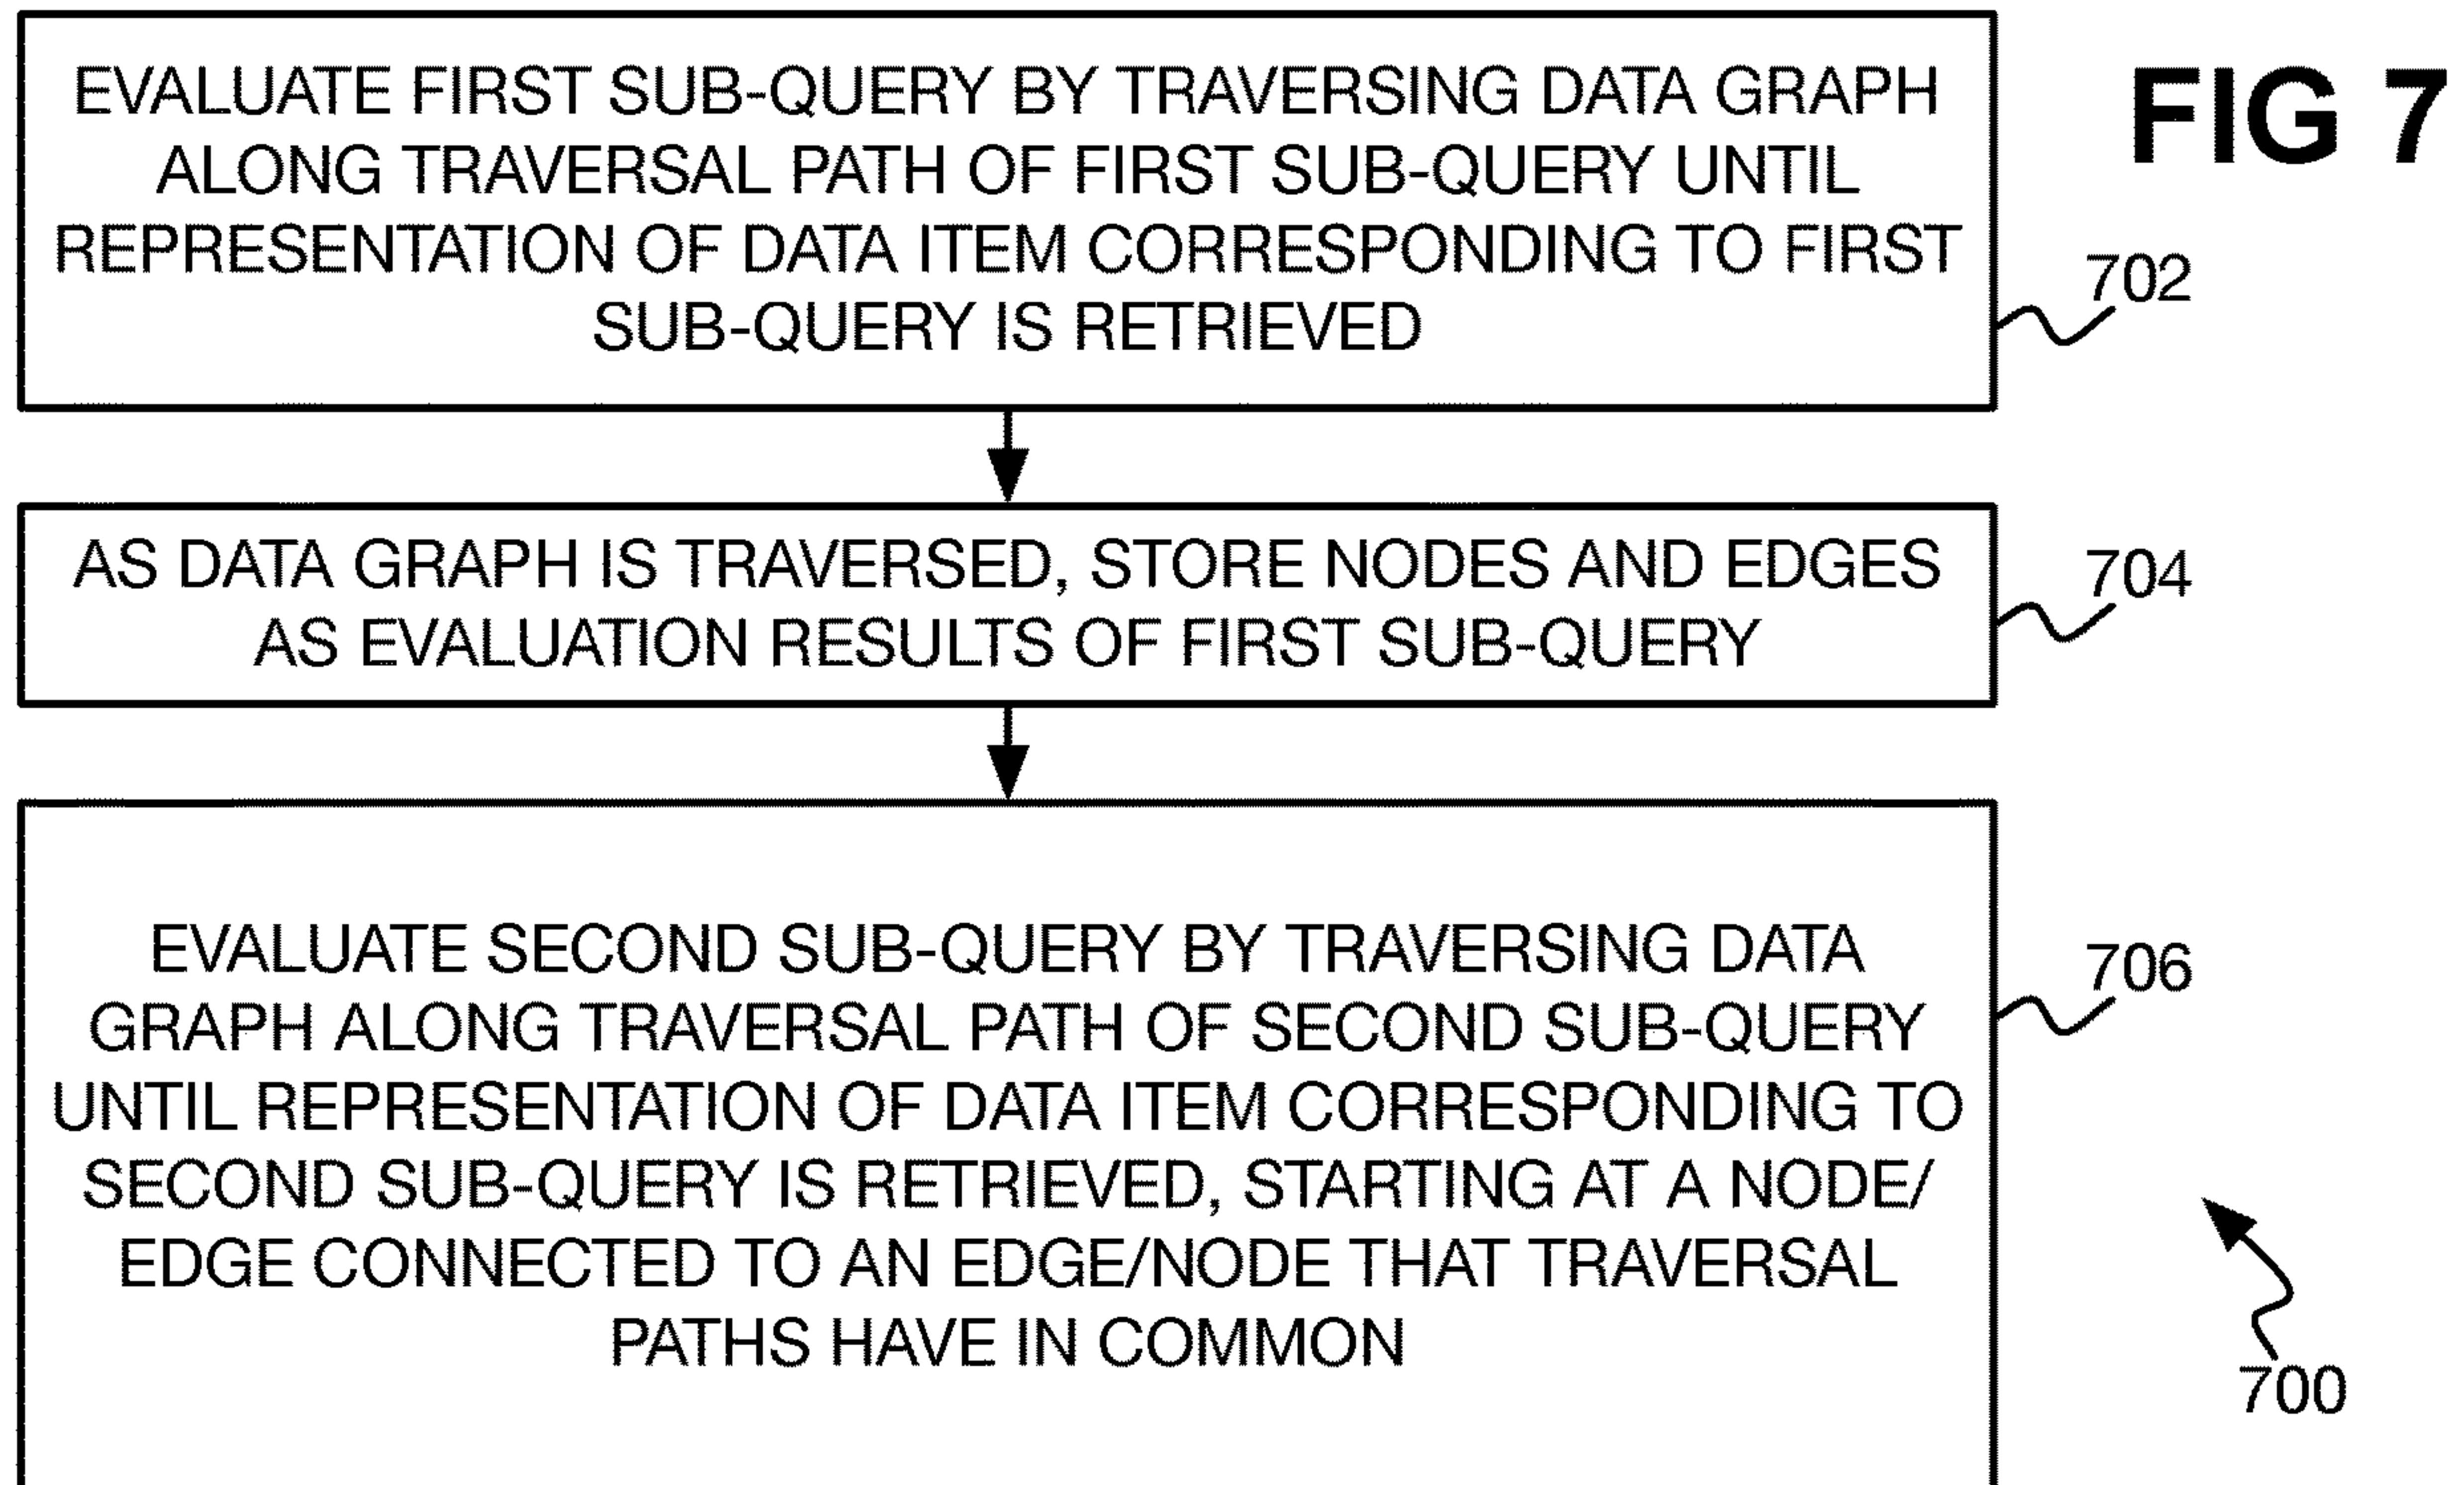 FIG 7
EVALUATE FIRST SUB-QUERY BY TRAVERSING DATA GRAPH
ALONG TRAVERSAL PATH OF FIRST SUB-QUERY UNTIL
REPRESENTATION OF DATA ITEM CORRESPONDING TO FIRST
SUB-QUERY IS RETRIEVED
702
AS DATA GRAPH IS TRAVERSED, STORE NODES AND EDGES
AS EVALUATION RESULTS OF FIRST SUB-QUERY
704
EVALUATE SECOND SUB-QUERY BY TRAVERSING DATA
GRAPH ALONG TRAVERSAL PATH OF SECOND SUB-QUERY
UNTIL REPRESENTATION OF DATA ITEM CORRESPONDING TO
SECOND SUB-QUERY IS RETRIEVED, STARTING AT A NODE/
EDGE CONNECTED TO AN EDGE/NODE THAT TRAVERSAL
PATHS HAVE IN COMMON
706
700